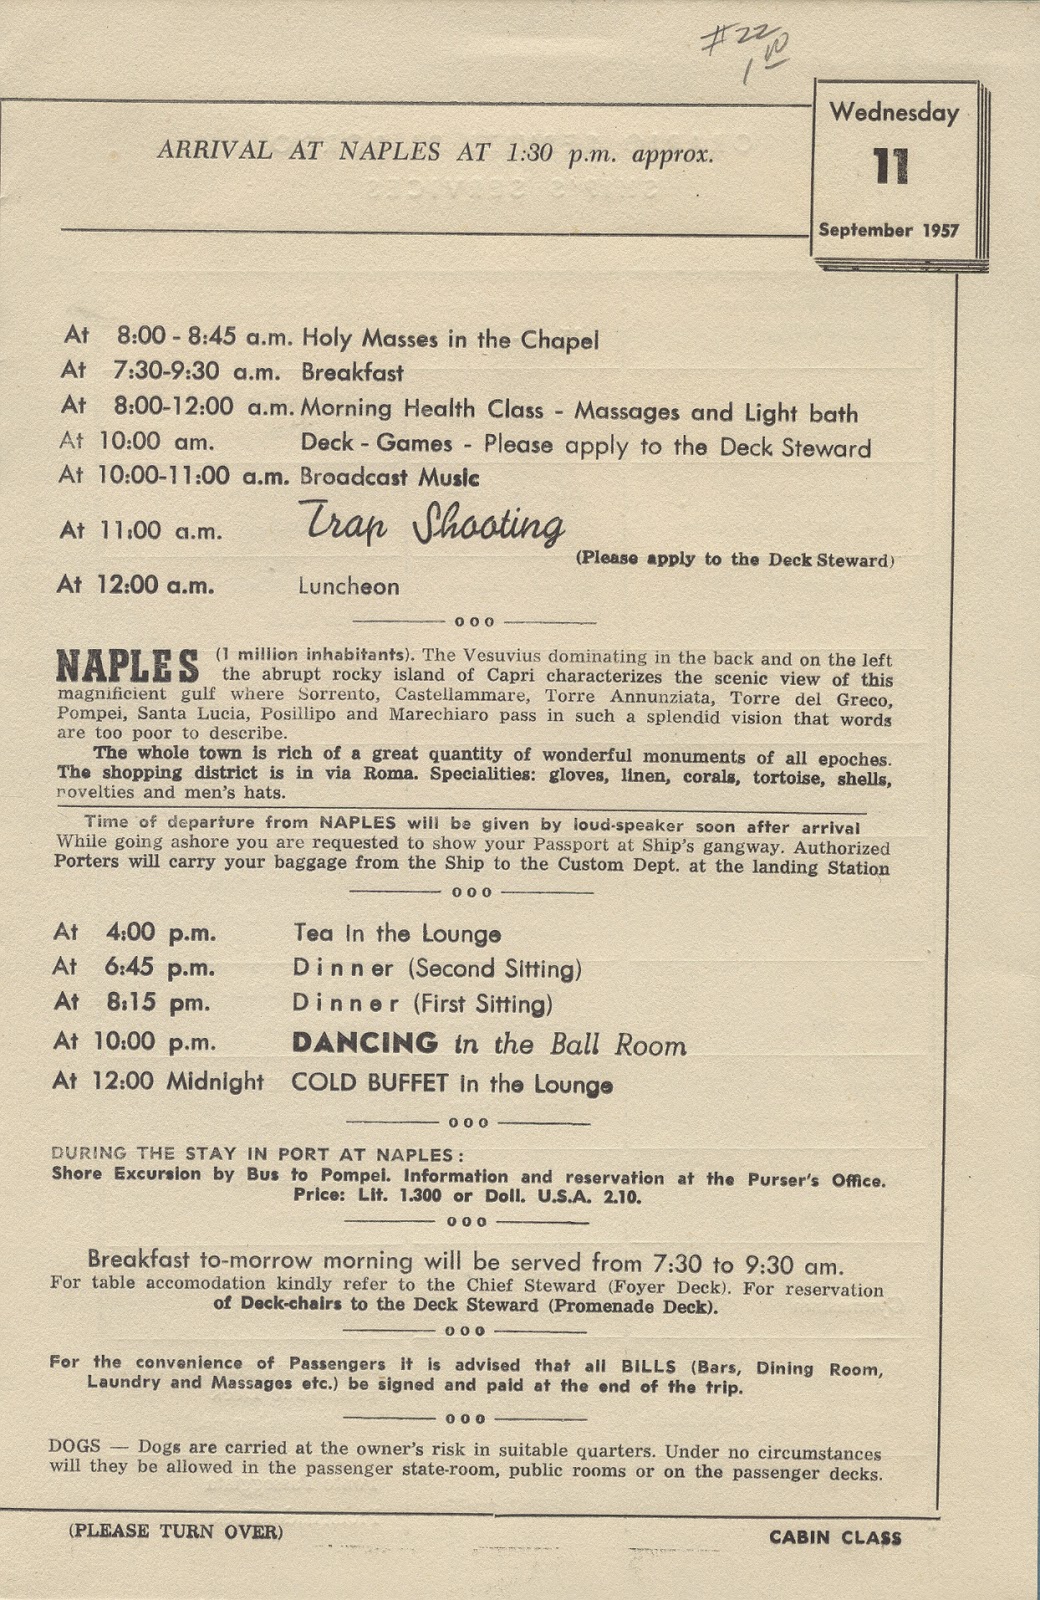 #22
1 00
Wednesday
11
September 1957
ARRIVAL AT NAPLES AT 1:30 p.m. approx.
At 8:00 - 8:45 a.m. Holy Masses in the Chapel
At 7:30-9:30 a.m. Breakfast
At 8:00-12:00 a.m. Morning Health Class - Massages and Light bath
At 10:00 am. Deck - Games - Please apply to the Deck Steward
At 10:00-11:00 a.m. Broadcast Music
At 11:00 a.m. Trap Shooting
(Please apply to the Deck Steward)
At 12:00 a.m. Luncheon
o o o
NAPLES (1 million inhabitants). The Vesuvius dominating in the back and on the left
the abrupt rocky island of Capri characterizes the scenic view of this
magnificient gulf where Sorrento, Castellammare, Torre Annunziata, Torre del Greco,
Pompei, Santa Lucia, Posillipo and Marechiaro pass in such a splendid vision that words
are too poor to describe.
The whole town is rich of a great quantity of wonderful monuments of all epoches.
The shopping district is in via Roma. Specialities: gloves, linen, corals, tortoise, shells,
novelties and men's hats.
Time of departure from NAPLES will be given by loud-speaker soon after arrival
While going ashore you are requested to show your Passport at Ship's gangway. Authorized
Porters will carry your baggage from the Ship to the Custom Dept. at the landing Station
o o o
At 4:00 p.m. Tea in the Lounge
At 6:45 p.m. Dinner (Second Sitting)
At 8:15 pm. Dinner (First Sitting)
At 10:00 p.m. DANCING in the Ball Room
At 12:00 Midnight COLD BUFFET in the Lounge
o o o
DURING THE STAY IN PORT AT NAPLES:
Shore Excursion by Bus to Pompei. Information and reservation at the Purser's Office.
Price: Lit. 1.300 or Doll. U.S.A. 2.10.
o o o
Breakfast to-morrow morning will be served from 7:30 to 9:30 am.
For table accomodation kindly refer to the Chief Steward (Foyer Deck). For reservation
of Deck-chairs to the Deck Steward (Promenade Deck).
o o o
For the convenience of Passengers it is advised that all BILLS (Bars, Dining Room,
Laundry and Massages etc.) be signed and paid at the end of the trip.
o o o
DOGS — Dogs are carried at the owner's risk in suitable quarters. Under no circumstances
will they be allowed in the passenger state-room, public rooms or on the passenger decks.
(PLEASE TURN OVER)
CABIN CLASS